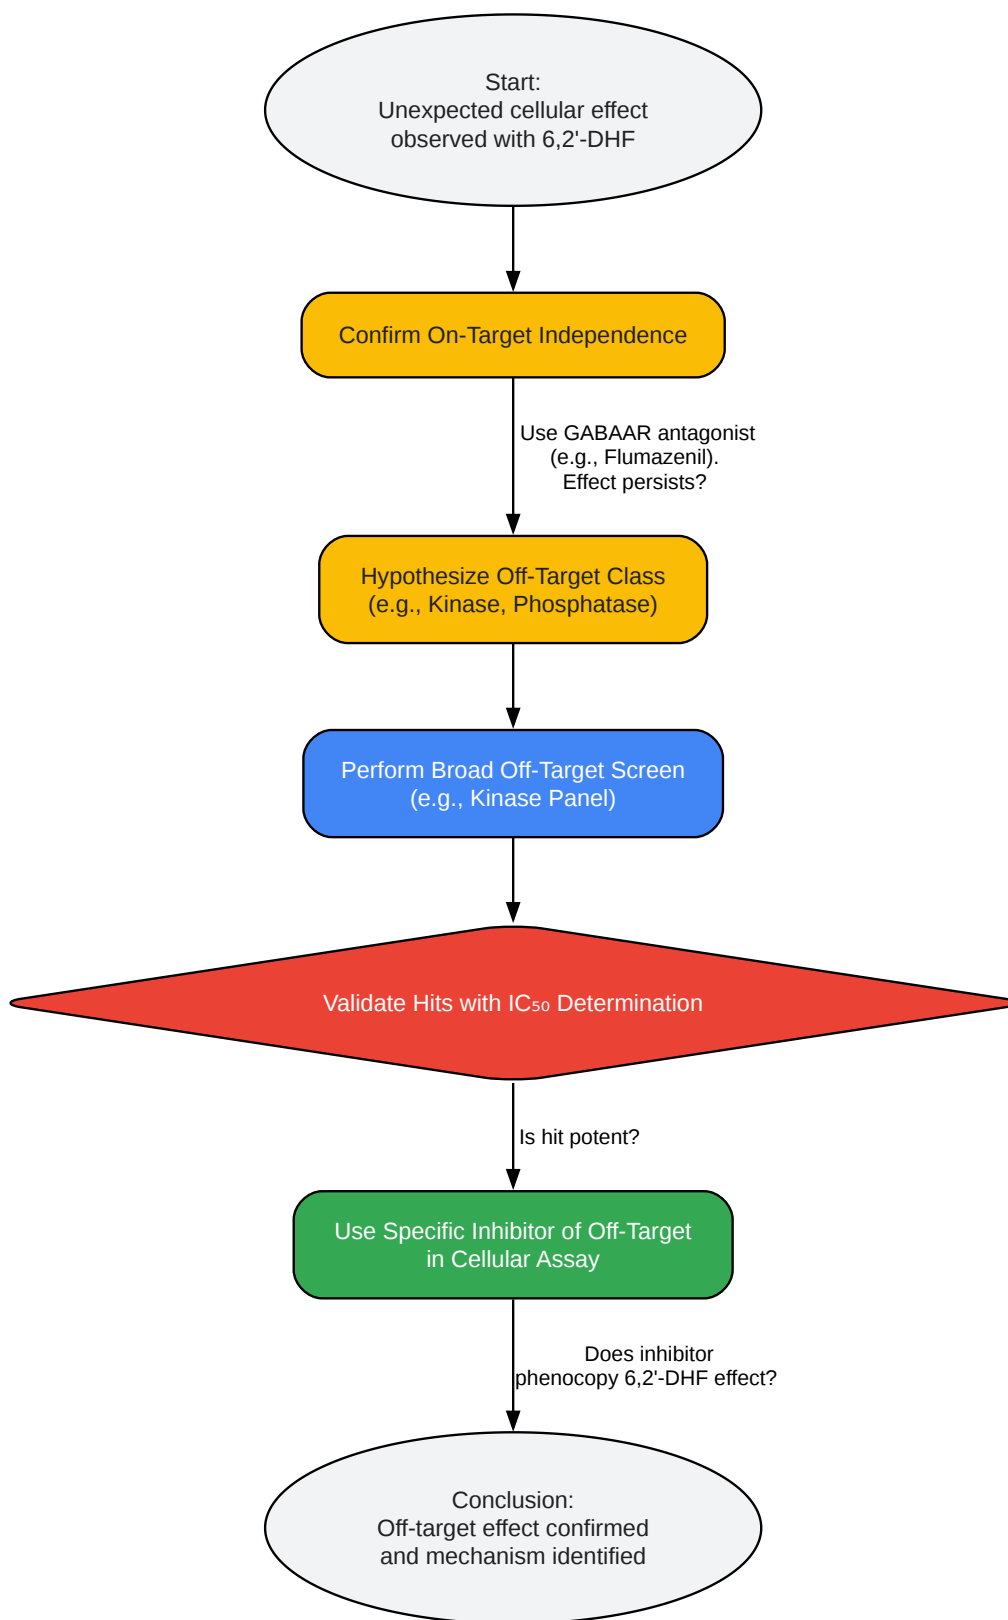 Start:
Unexpected cellular effect
observed with 6,2'-DHF
Confirm On-Target Independence
Use GABAAR antagonist
(e.g., Flumazenil).
Effect persists?
Hypothesize Off-Target Class
(e.g., Kinase, Phosphatase)
Perform Broad Off-Target Screen
(e.g., Kinase Panel)
Validate Hits with IC₅₀ Determination
Is hit potent?
Use Specific Inhibitor of Off-Target
in Cellular Assay
Does inhibitor
phenocopy 6,2'-DHF effect?
Conclusion:
Off-target effect confirmed
and mechanism identified